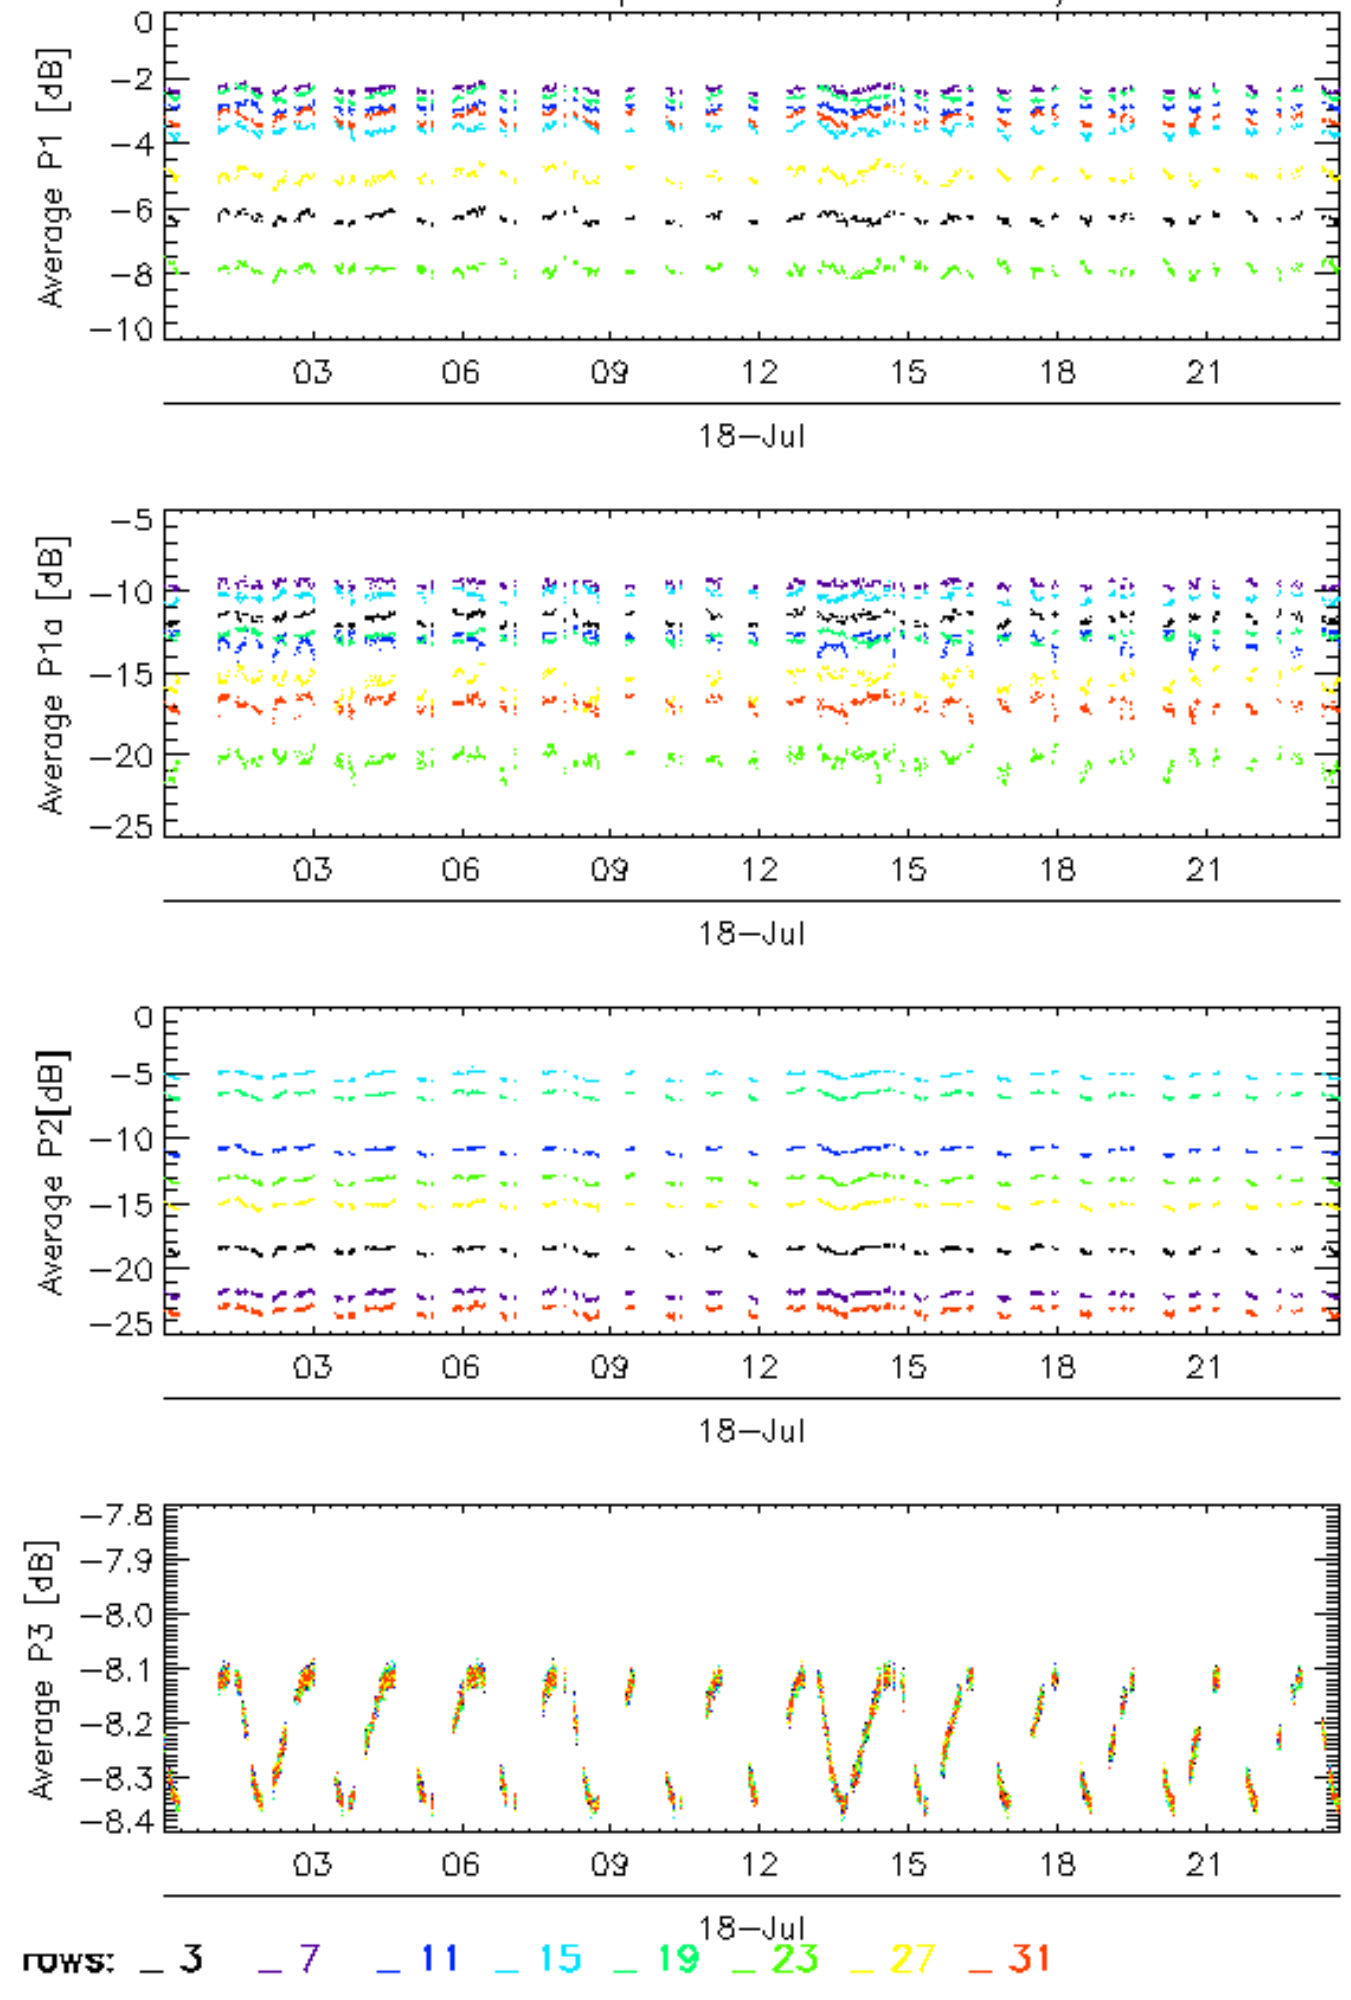 Average P1 [dB]
0
−2
−4
−6
−8
−10
03 06 09 12 15 18 21
18−Jul
Average P1a [dB]
−5
−10
−15
−20
−25
03 06 09 12 15 18 21
18−Jul
Average P2[dB]
0
−5
−10
−15
−20
−25
03 06 09 12 15 18 21
18−Jul
Average P3 [dB]
−7.8
−7.9
−8.0
−8.1
−8.2
−8.3
−8.4
03 06 09 12 15 18 21
18−Jul
rows: _ 3 _ 7 _ 11 _ 15 _ 19 _ 23 _ 27 _ 31